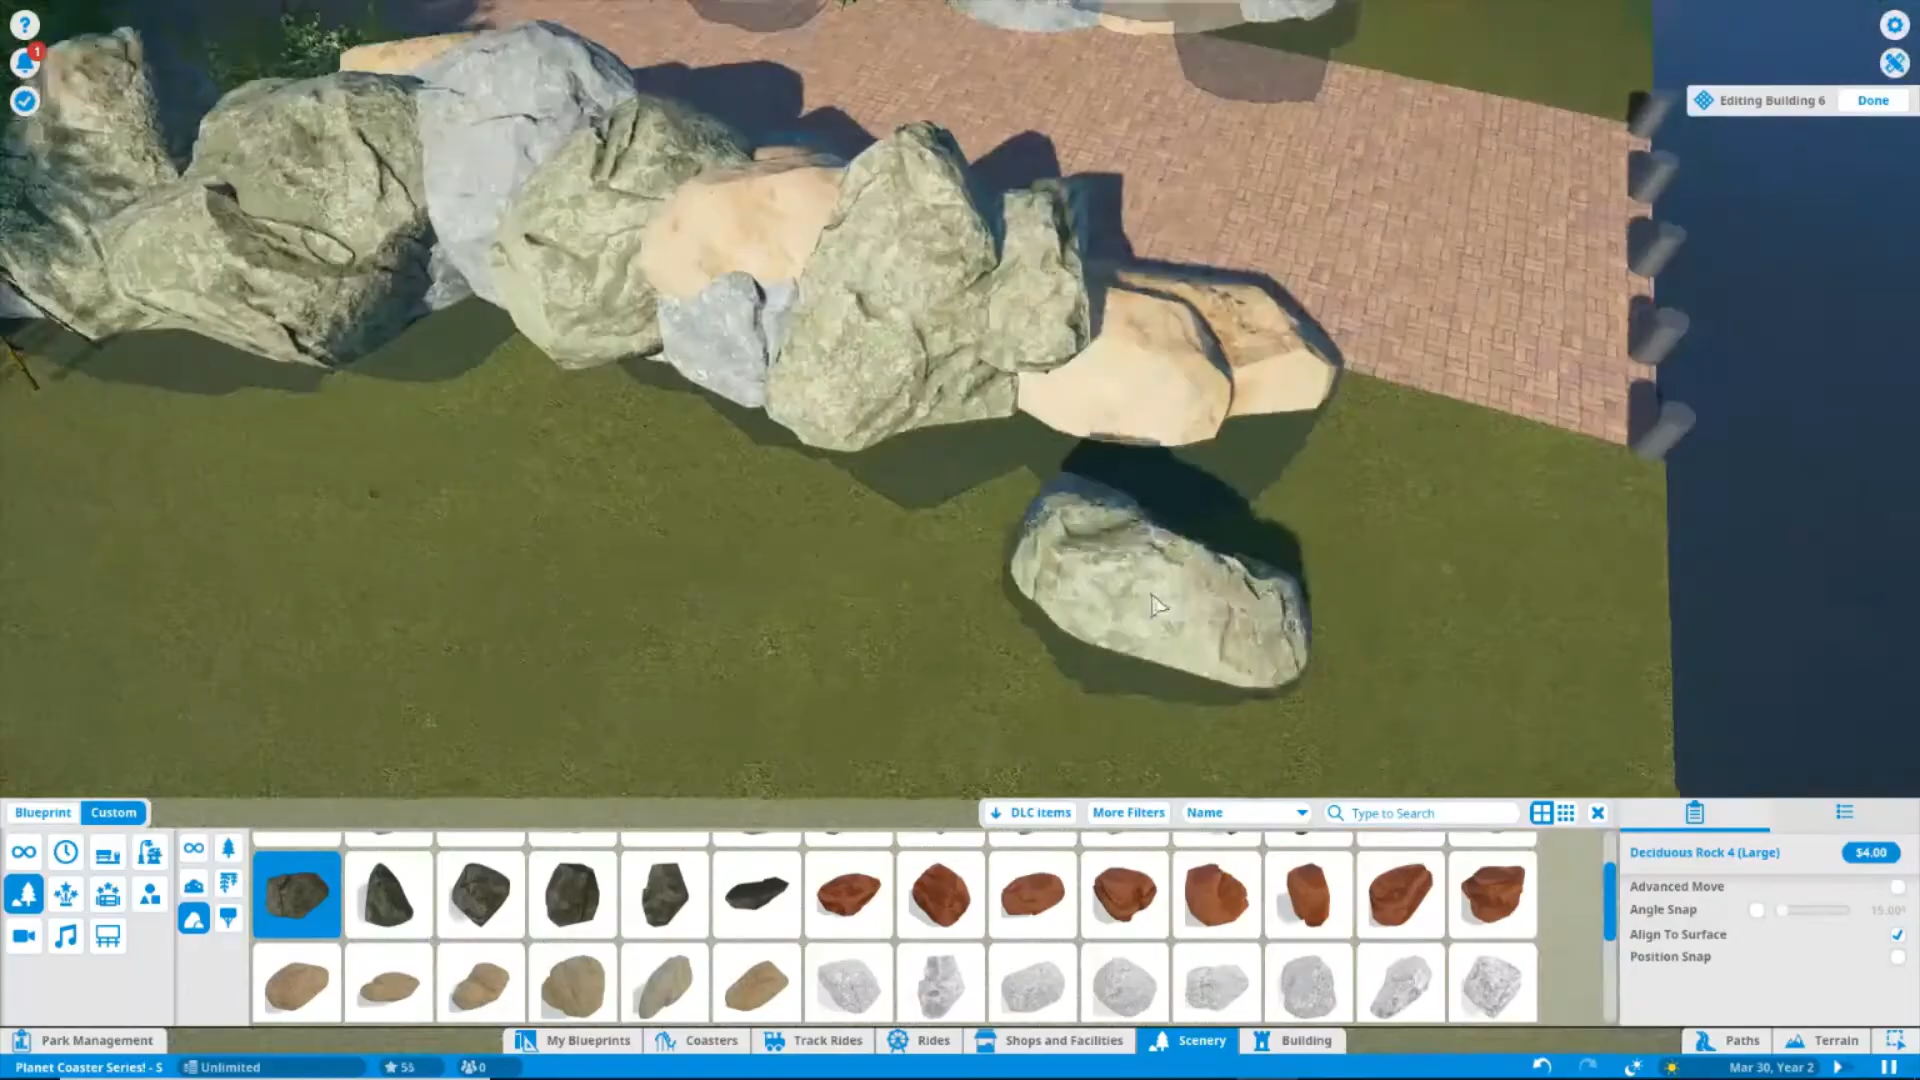 ?
1
Editing Building 6 Done
Blueprint Custom
DLC items More Filters Name Type to Search
Deciduous Rock 4 (Large) $4.00
Advanced Move
Angle Snap 15.00°
Align To Surface
Position Snap
Park Management My Blueprints Coasters Track Rides Rides Shops and Facilities Scenery Building Paths Terrain
Planet Coaster Series! - S Unlimited 55 0 Mar 30, Year 2